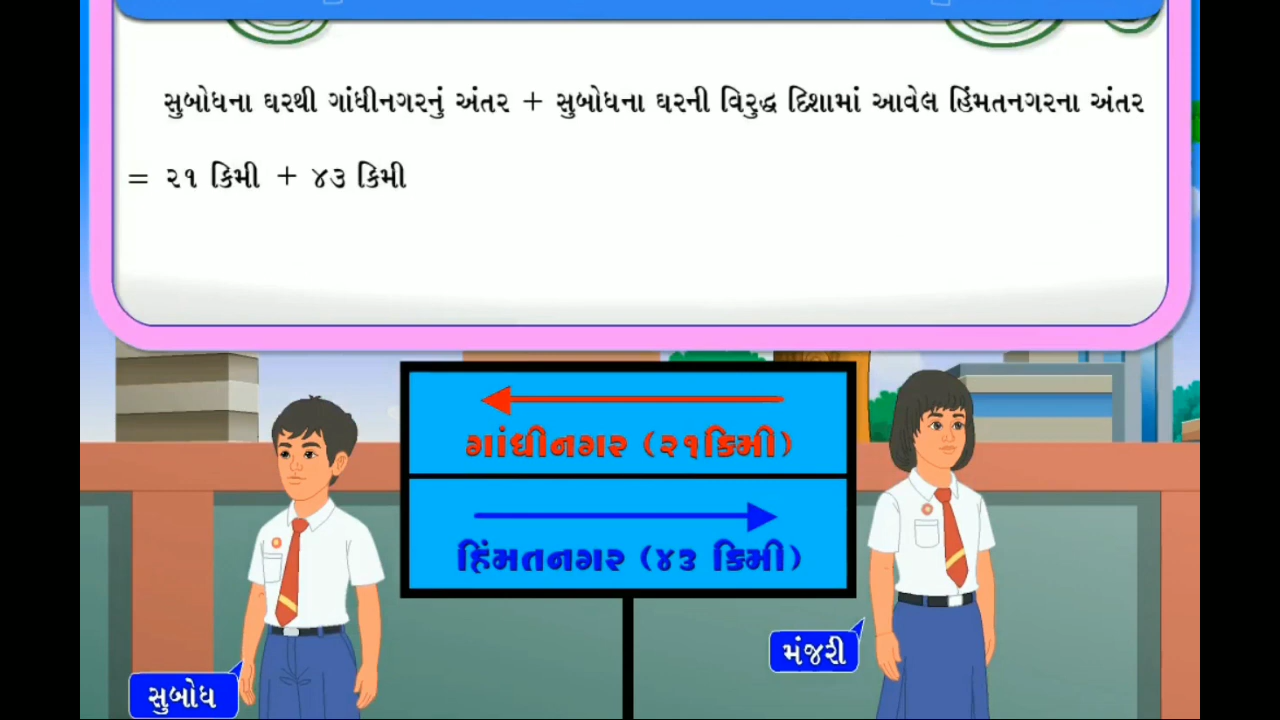 સુબોધના ઘરથી ગાંધીનગરનું અંતર + સુબોધના ઘરની વિરુદ્ધ દિશામાં આવેલ હિંમતનગરના અંતર
= ૨૧ કિમી + ૪૩ કિમી
ગાંધીનગર (૨૧કિમી)
હિંમતનગર (૪૩ કિમી)
મંજરી
સુબોધ